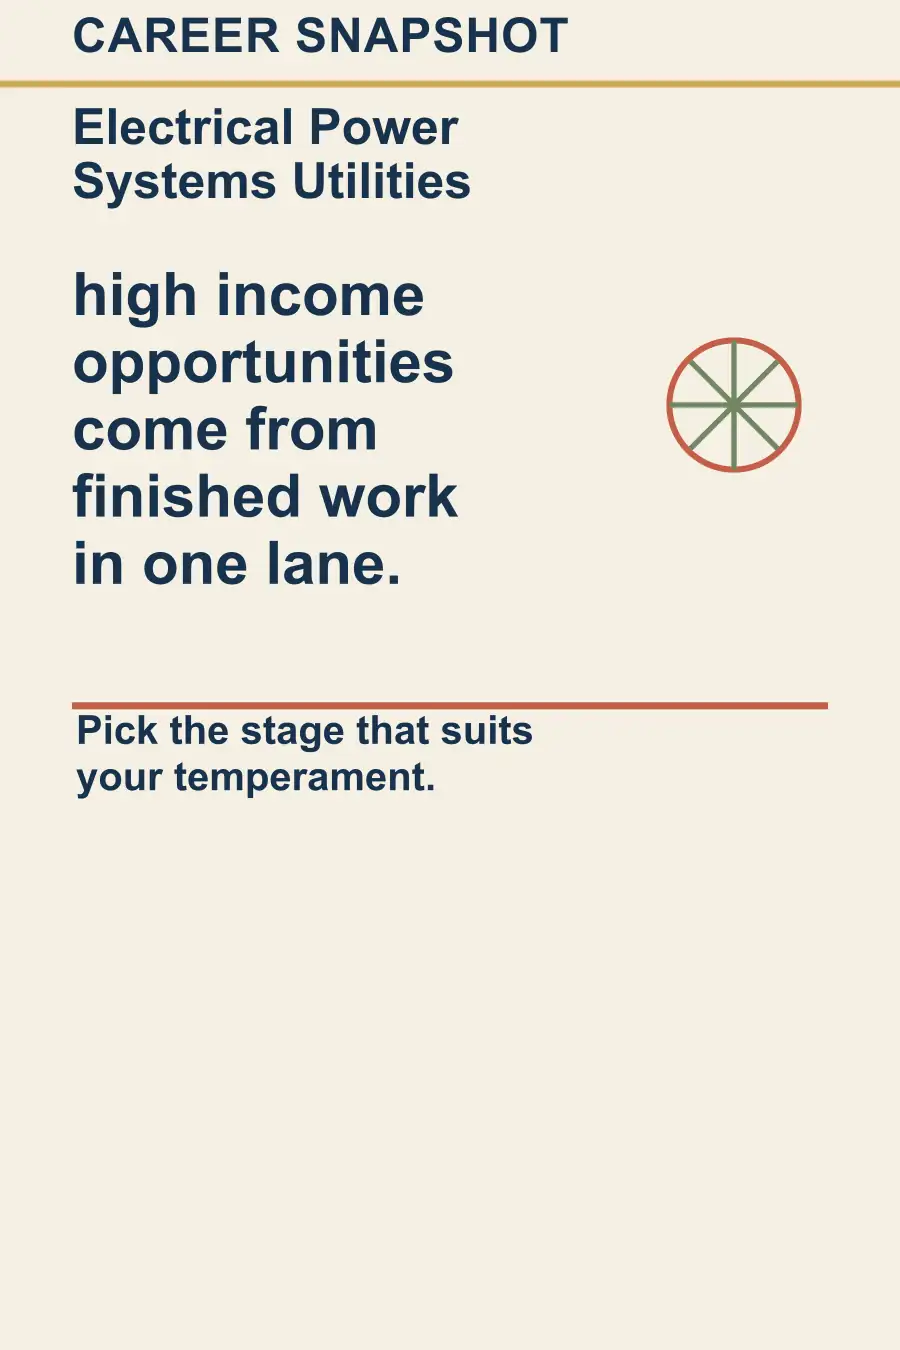 CAREER SNAPSHOT
Electrical Power
Systems Utilities
high income
opportunities
come from
finished work
in one lane.
Pick the stage that suits
your temperament.